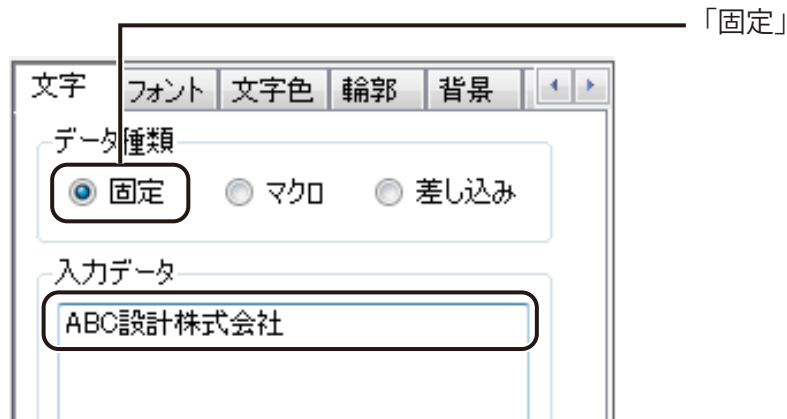 「固定」
文字 フォント 文字色 輪郭 背景
データ種類
固定 マクロ 差し込み
入力データ
ABC設計株式会社